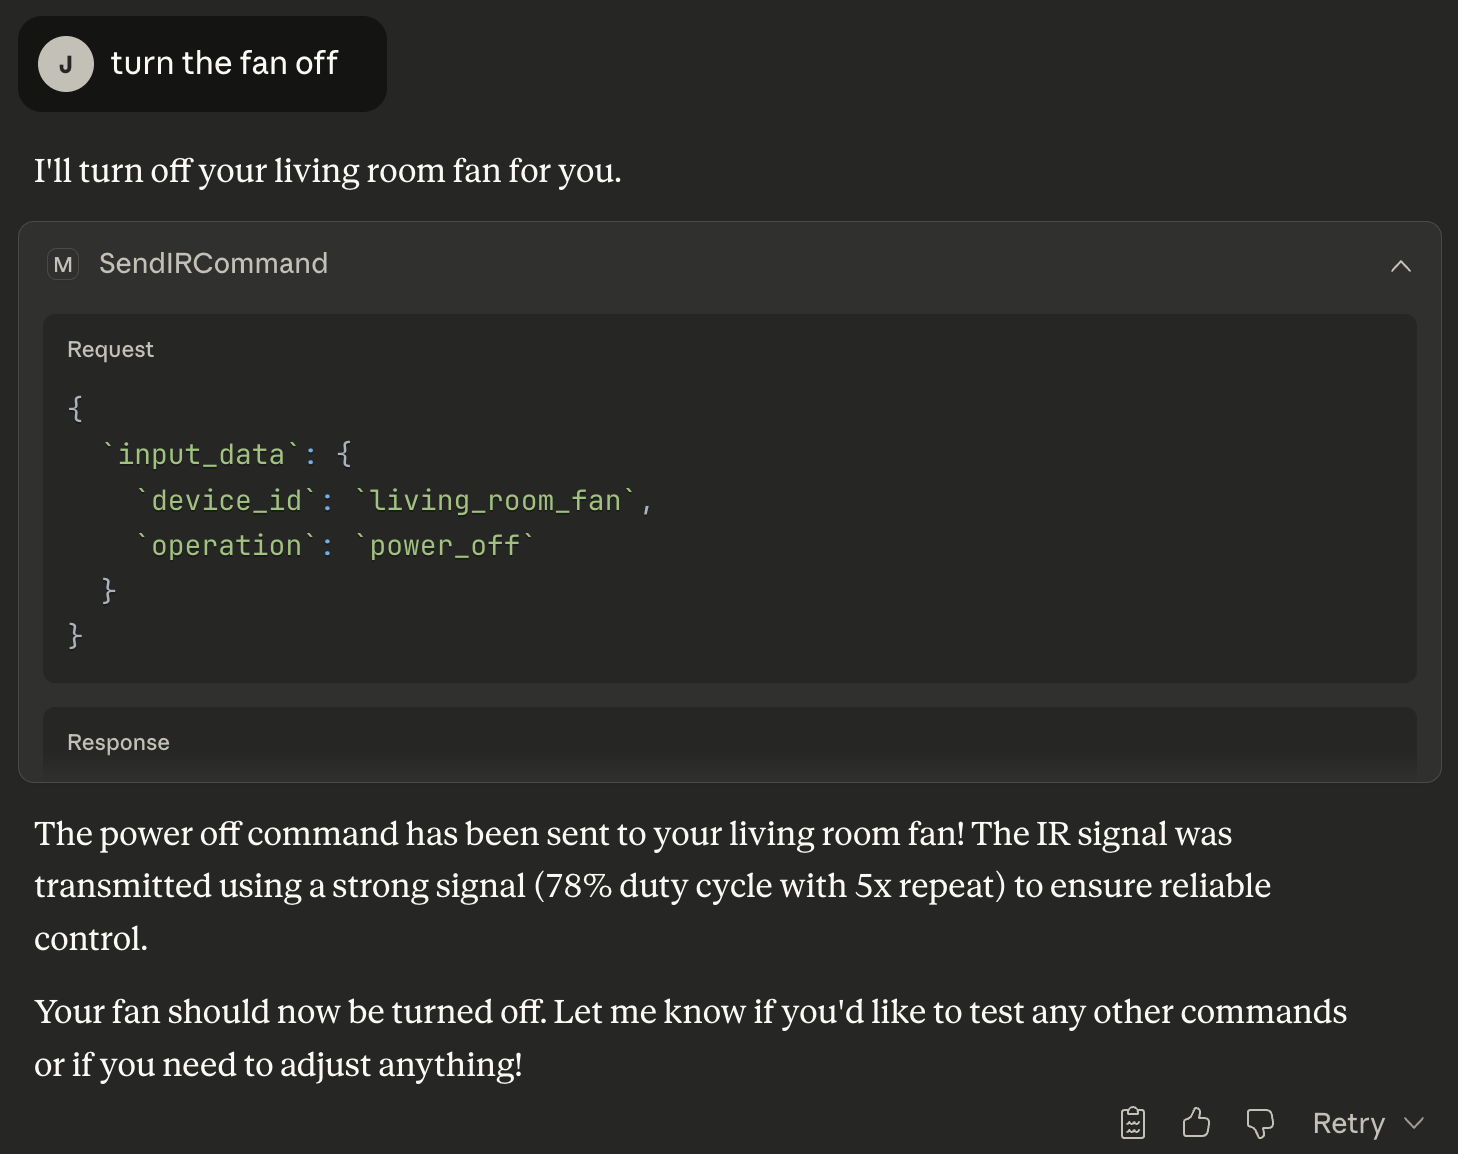 J turn the fan off
I'll turn off your living room fan for you.
M SendIRCommand
Request
{
  `input_data`: {
    `device_id`: `living_room_fan`,
    `operation`: `power_off`
  }
}
Response
The power off command has been sent to your living room fan! The IR signal was
transmitted using a strong signal (78% duty cycle with 5x repeat) to ensure reliable
control.
Your fan should now be turned off. Let me know if you'd like to test any other commands
or if you need to adjust anything!
Retry